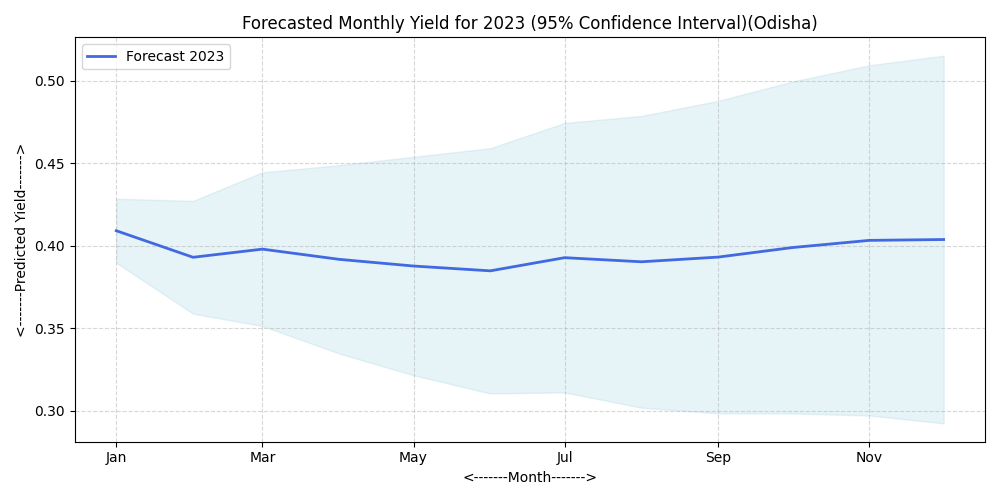 Forecasted Monthly Yield for 2023 (95% Confidence Interval)(Odisha)
Forecast 2023
<------Predicted Yield------->
0.50
0.45
0.40
0.35
0.30
Jan
Mar
May
Jul
Sep
Nov
<-------Month------->